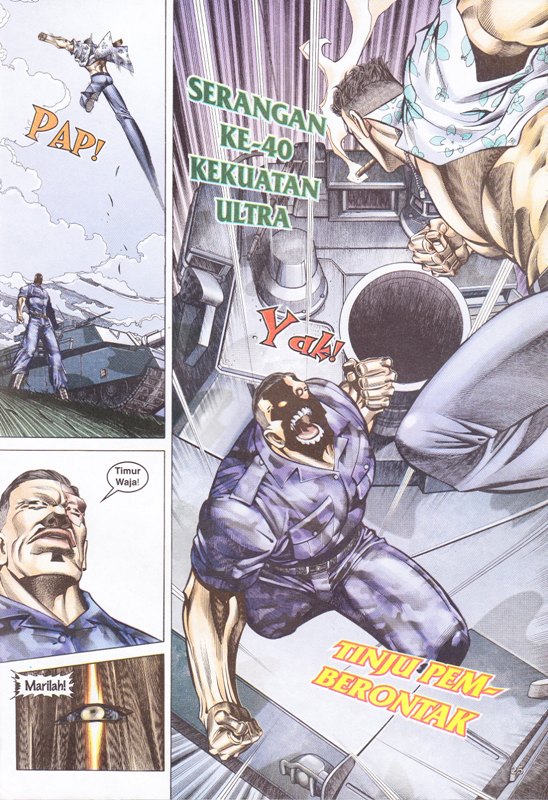 PAP!
Timur
Waja!
Marilah!
SERANGAN
KE-40
KEKUATAN
ULTRA
Yak!
TINJU PEM-
BERONTAK